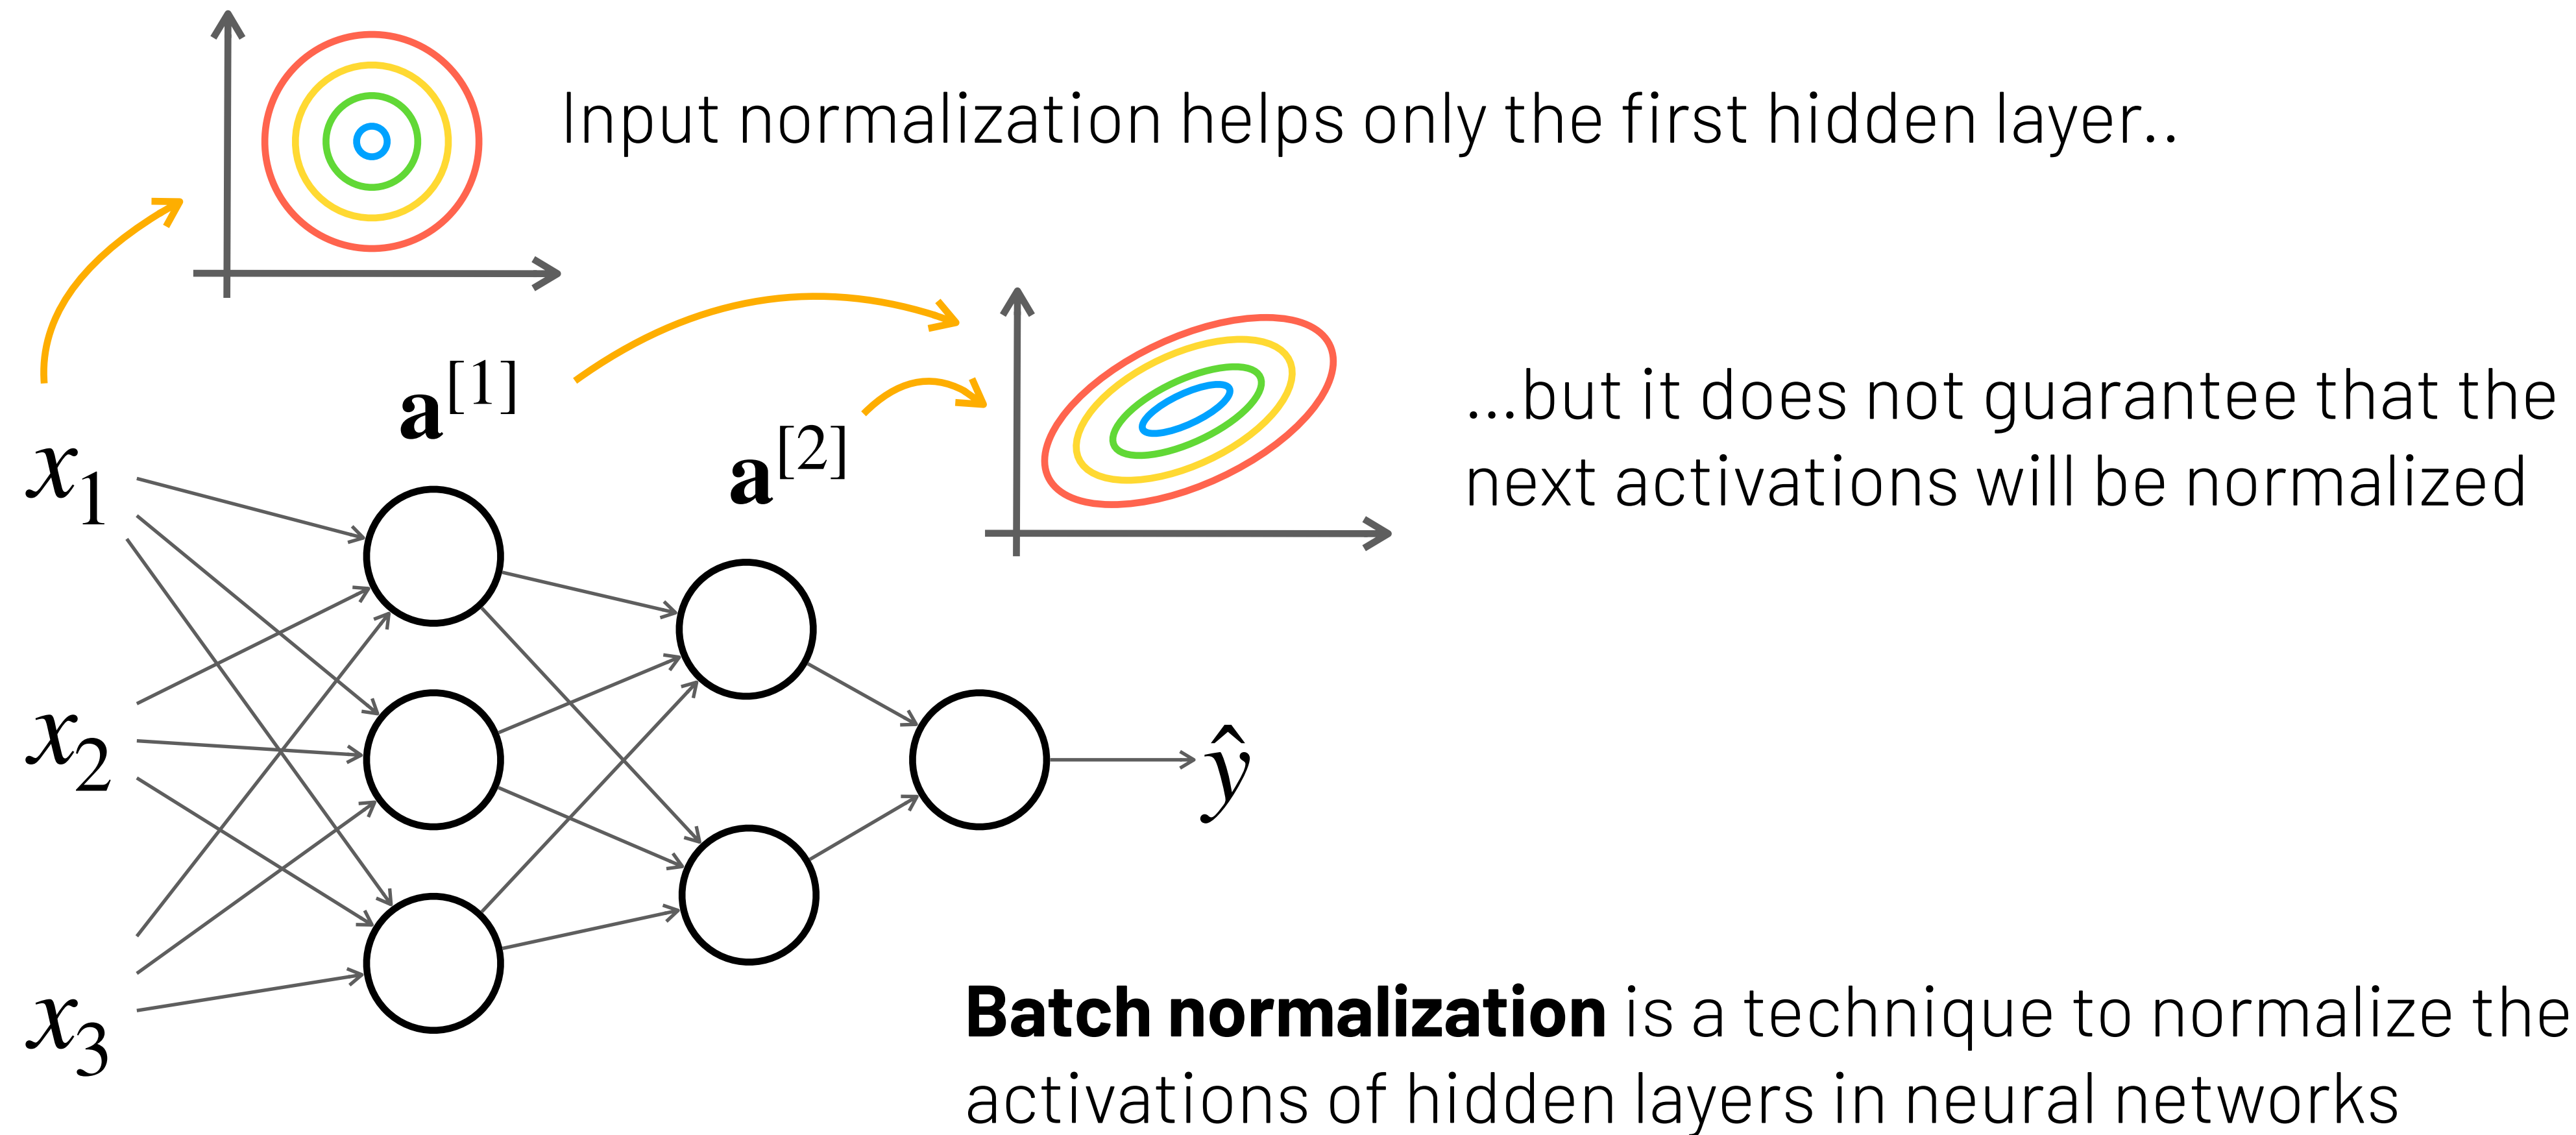 Input normalization helps only the first hidden layer..
a[1]
a[2]
...but it does not guarantee that the
next activations will be normalized
x1
x2
x3
ŷ
Batch normalization is a technique to normalize the
activations of hidden layers in neural networks